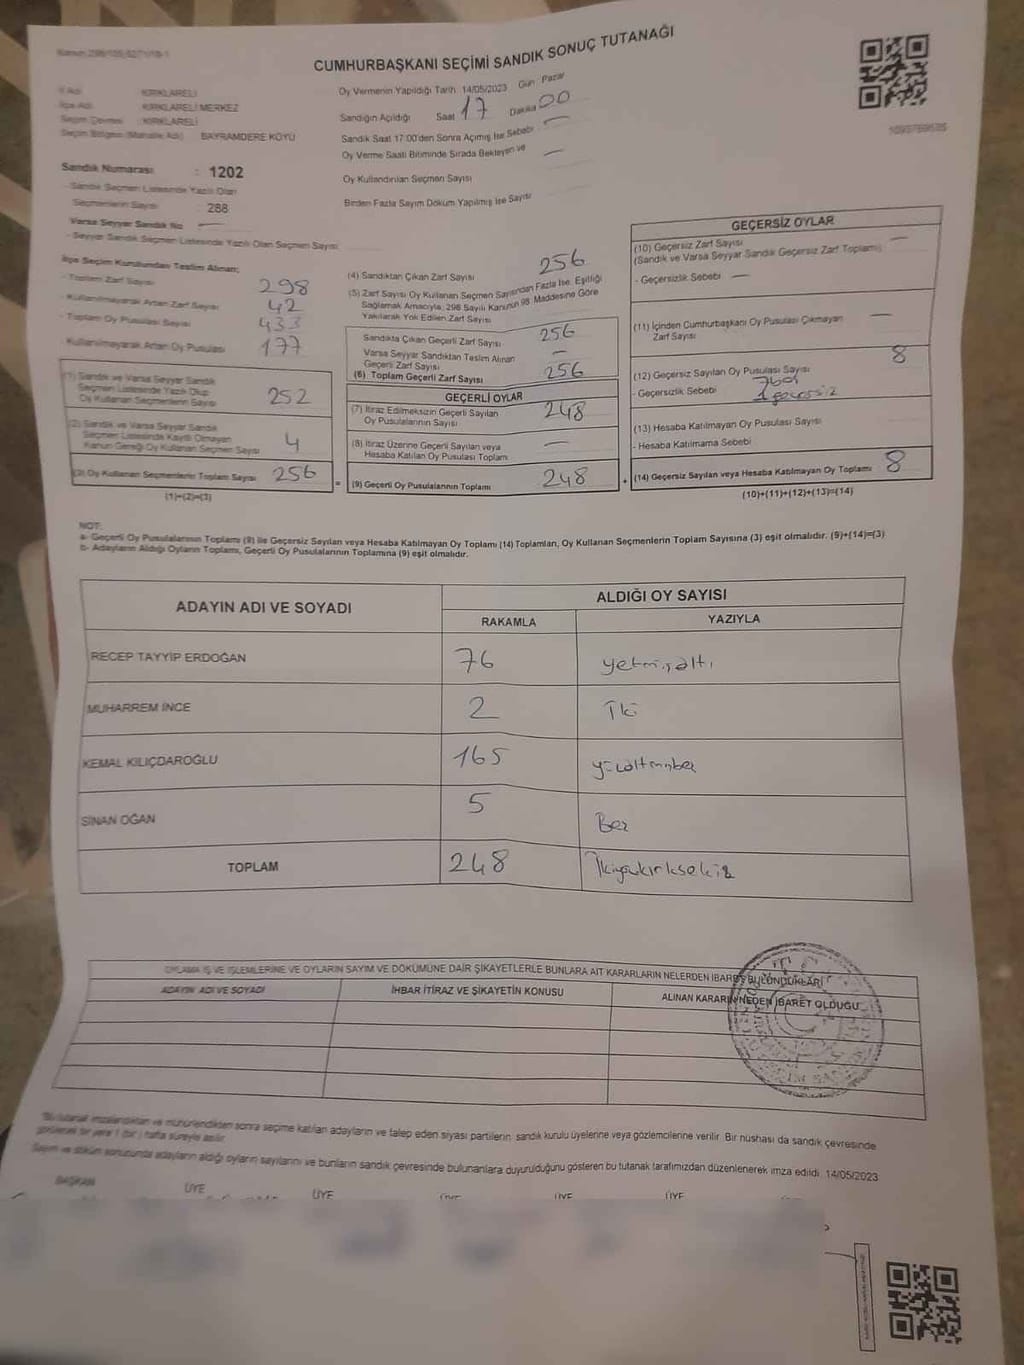 CUMHURBAŞKANI SEÇİMİ SANDIK SONUÇ TUTANAĞI
İl Adı : KIRKLARELİ
İlçe Adı : KIRKLARELİ MERKEZ
Seçim Çevresi : KIRKLARELİ
Seçim Bölgesi (Mahalle Adı) : BAYRAMDERE KÖYÜ
Sandık Numarası : 1202
- Sandık Seçmen Listesinde Yazılı Olan
Seçmenlerin Sayısı : 288
Varsa Seyyar Sandık No —
- Seyyar Sandık Seçmen Listesinde Yazılı Olan Seçmen Sayısı:
Oy Vermenin Yapıldığı Tarih 14/05/2023 Gün Pazar
Sandığın Açıldığı Saat 17 Dakika 00
Sandık Saat 17:00'den Sonra Açımış İse Sebebi —
Oy Verme Saati Bitiminde Sırada Bekleyen ve
Oy Kullandırılan Seçmen Sayısı —
Birden Fazla Sayım Döküm Yapılmış İse Sayısı
İlçe Seçim Kurulundan Teslim Alınan;
- Toplam Zarf Sayısı 298
- Kullanılmayarak Artan Zarf Sayısı 42
- Toplam Oy Pusulası Sayısı 433
- Kullanılmayarak Artan Oy Pusulası 177
(1) Sandık ve Varsa Seyyar Sandık
Seçmen Listesinde Yazılı Olup
Oy Kullanan Seçmenlerin Sayısı 252
(2) Sandık ve Varsa Seyyar Sandık
Seçmen Listesinde Kayıtlı Olmayan
Kanun Gereği Oy Kullanan Seçmen Sayısı 4
(3) Oy Kullanan Seçmenlerin Toplam Sayısı 256
(1)+(2)=(3)
(4) Sandıktan Çıkan Zarf Sayısı 256
(5) Zarf Sayısı Oy Kullanan Seçmen Sayısından Fazla İse, Eşitliği
Sağlamak Amacıyla, 298 Sayılı Kanunun 98. Maddesine Göre
Yakılarak Yok Edilen Zarf Sayısı
Sandıkta Çıkan Geçerli Zarf Sayısı 256
Varsa Seyyar Sandıktan Teslim Alınan
Geçerli Zarf Sayısı —
(6) Toplam Geçerli Zarf Sayısı 256
GEÇERLİ OYLAR
(7) İtiraz Edilmeksizin Geçerli Sayılan
Oy Pusulalarının Sayısı 248
(8) İtiraz Üzerine Geçerli Sayılan veya
Hesaba Katılan Oy Pusulası Toplam —
= (9) Geçerli Oy Pusulalarının Toplamı 248
GEÇERSİZ OYLAR
(10) Geçersiz Zarf Sayısı
(Sandık ve Varsa Seyyar Sandık Geçersiz Zarf Toplamı) —
- Geçersizlik Sebebi —
(11) İçinden Cumhurbaşkanı Oy Pusulası Çıkmayan
Zarf Sayısı —
(12) Geçersiz Sayılan Oy Pusulası Sayısı 8
- Geçersizlik Sebebi
1 geçersiz
(13) Hesaba Katılmayan Oy Pusulası Sayısı
- Hesaba Katılmama Sebebi
+ (14) Geçersiz Sayılan veya Hesaba Katılmayan Oy Toplamı 8
(10)+(11)+(12)+(13)=(14)
NOT:
a- Geçerli Oy Pusulalarının Toplamı (9) ile Geçersiz Sayılan veya Hesaba Katılmayan Oy Toplamı (14) Toplamları, Oy Kullanan Seçmenlerin Toplam Sayısına (3) eşit olmalıdır. (9)+(14)=(3)
b- Adayların Aldığı Oyların Toplamı, Geçerli Oy Pusulalarının Toplamına (9) eşit olmalıdır.
ADAYIN ADI VE SOYADI
ALDIĞI OY SAYISI
RAKAMLA YAZIYLA
RECEP TAYYİP ERDOĞAN 76 yetmişaltı
MUHARREM İNCE 2 İki
KEMAL KILIÇDAROĞLU 165 yüzaltmışbeş
SİNAN OĞAN 5 Beş
TOPLAM 248 İkiyüzkırksekiz
OYLAMA İŞ VE İŞLEMLERİNE VE OYLARIN SAYIM VE DÖKÜMÜNE DAİR ŞİKAYETLERLE BUNLARA AİT KARARLARIN NELERDEN İBARET BULUNDUKLARI
ADAYIN ADI VE SOYADI İHBAR İTİRAZ VE ŞİKAYETİN KONUSU ALINAN KARARIN NEDEN İBARET OLDUĞU
*Bu tutanak imzalandıktan ve mühürlendikten sonra seçime katılan adayların ve talep eden siyasi partilerin sandık kurulu üyelerine veya gözlemcilerine verilir. Bir nüshası da sandık çevresinde
görülecek bir yere 1 (bir) hafta süreyle asılır.
Sayım ve döküm sonucunda adayların aldığı oyların sayılarını ve bunların sandık çevresinde bulunanlara duyurulduğunu gösteren bu tutanak tarafımızdan düzenlenerek imza edildi. 14/05/2023
BAŞKAN ÜYE ÜYE ÜYE ÜYE ÜYE